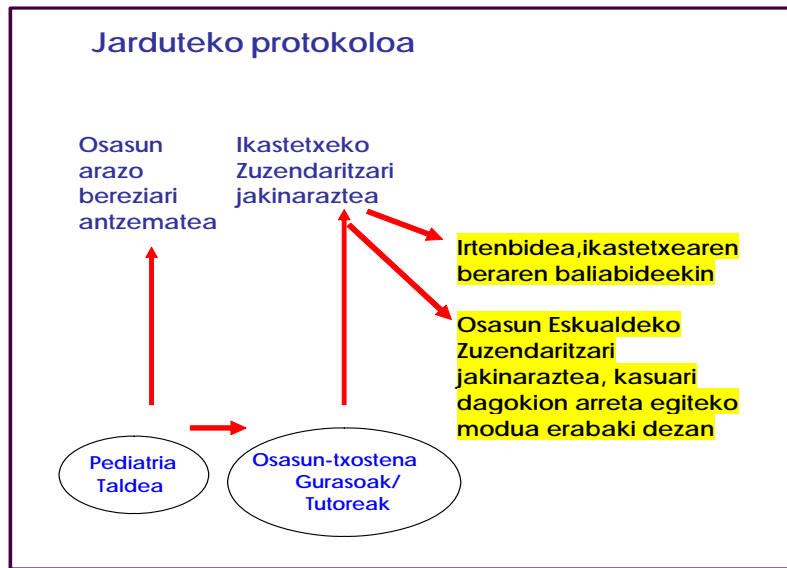 Jarduteko protokoloa
Osasun
arazo
bereziari
antzematea
Ikastetxeko
Zuzendaritzari
jakinaraztea
Irtenbidea,ikastetxearen
beraren baliabideekin
Osasun Eskualdeko
Zuzendaritzari
jakinaraztea, kasuari
dagokion arreta egiteko
modua erabaki dezan
Pediatria
Taldea
Osasun-txostena
Gurasoak/
Tutoreak